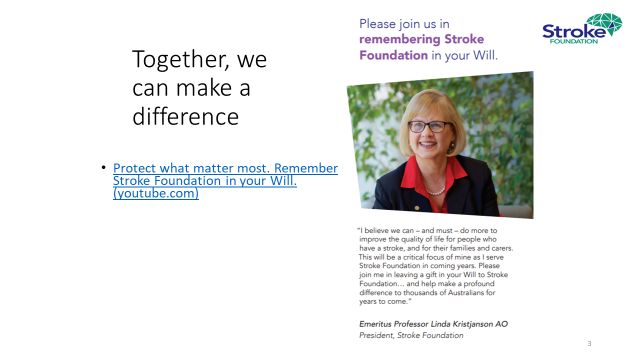 Together, we
can make a
difference
• Protect what matter most. Remember
Stroke Foundation in your Will.
(youtube.com)
Please join us in
remembering Stroke
Foundation in your Will.
Stroke
FOUNDATION
“I believe we can – and must – do more to
improve the quality of life for people who
have a stroke, and for their families and carers.
This will be a critical focus of mine as I serve
Stroke Foundation in coming years. Please
join me in leaving a gift in your Will to Stroke
Foundation… and help make a profound
difference to thousands of Australians for
years to come.”
Emeritus Professor Linda Kristjanson AO
President, Stroke Foundation
3